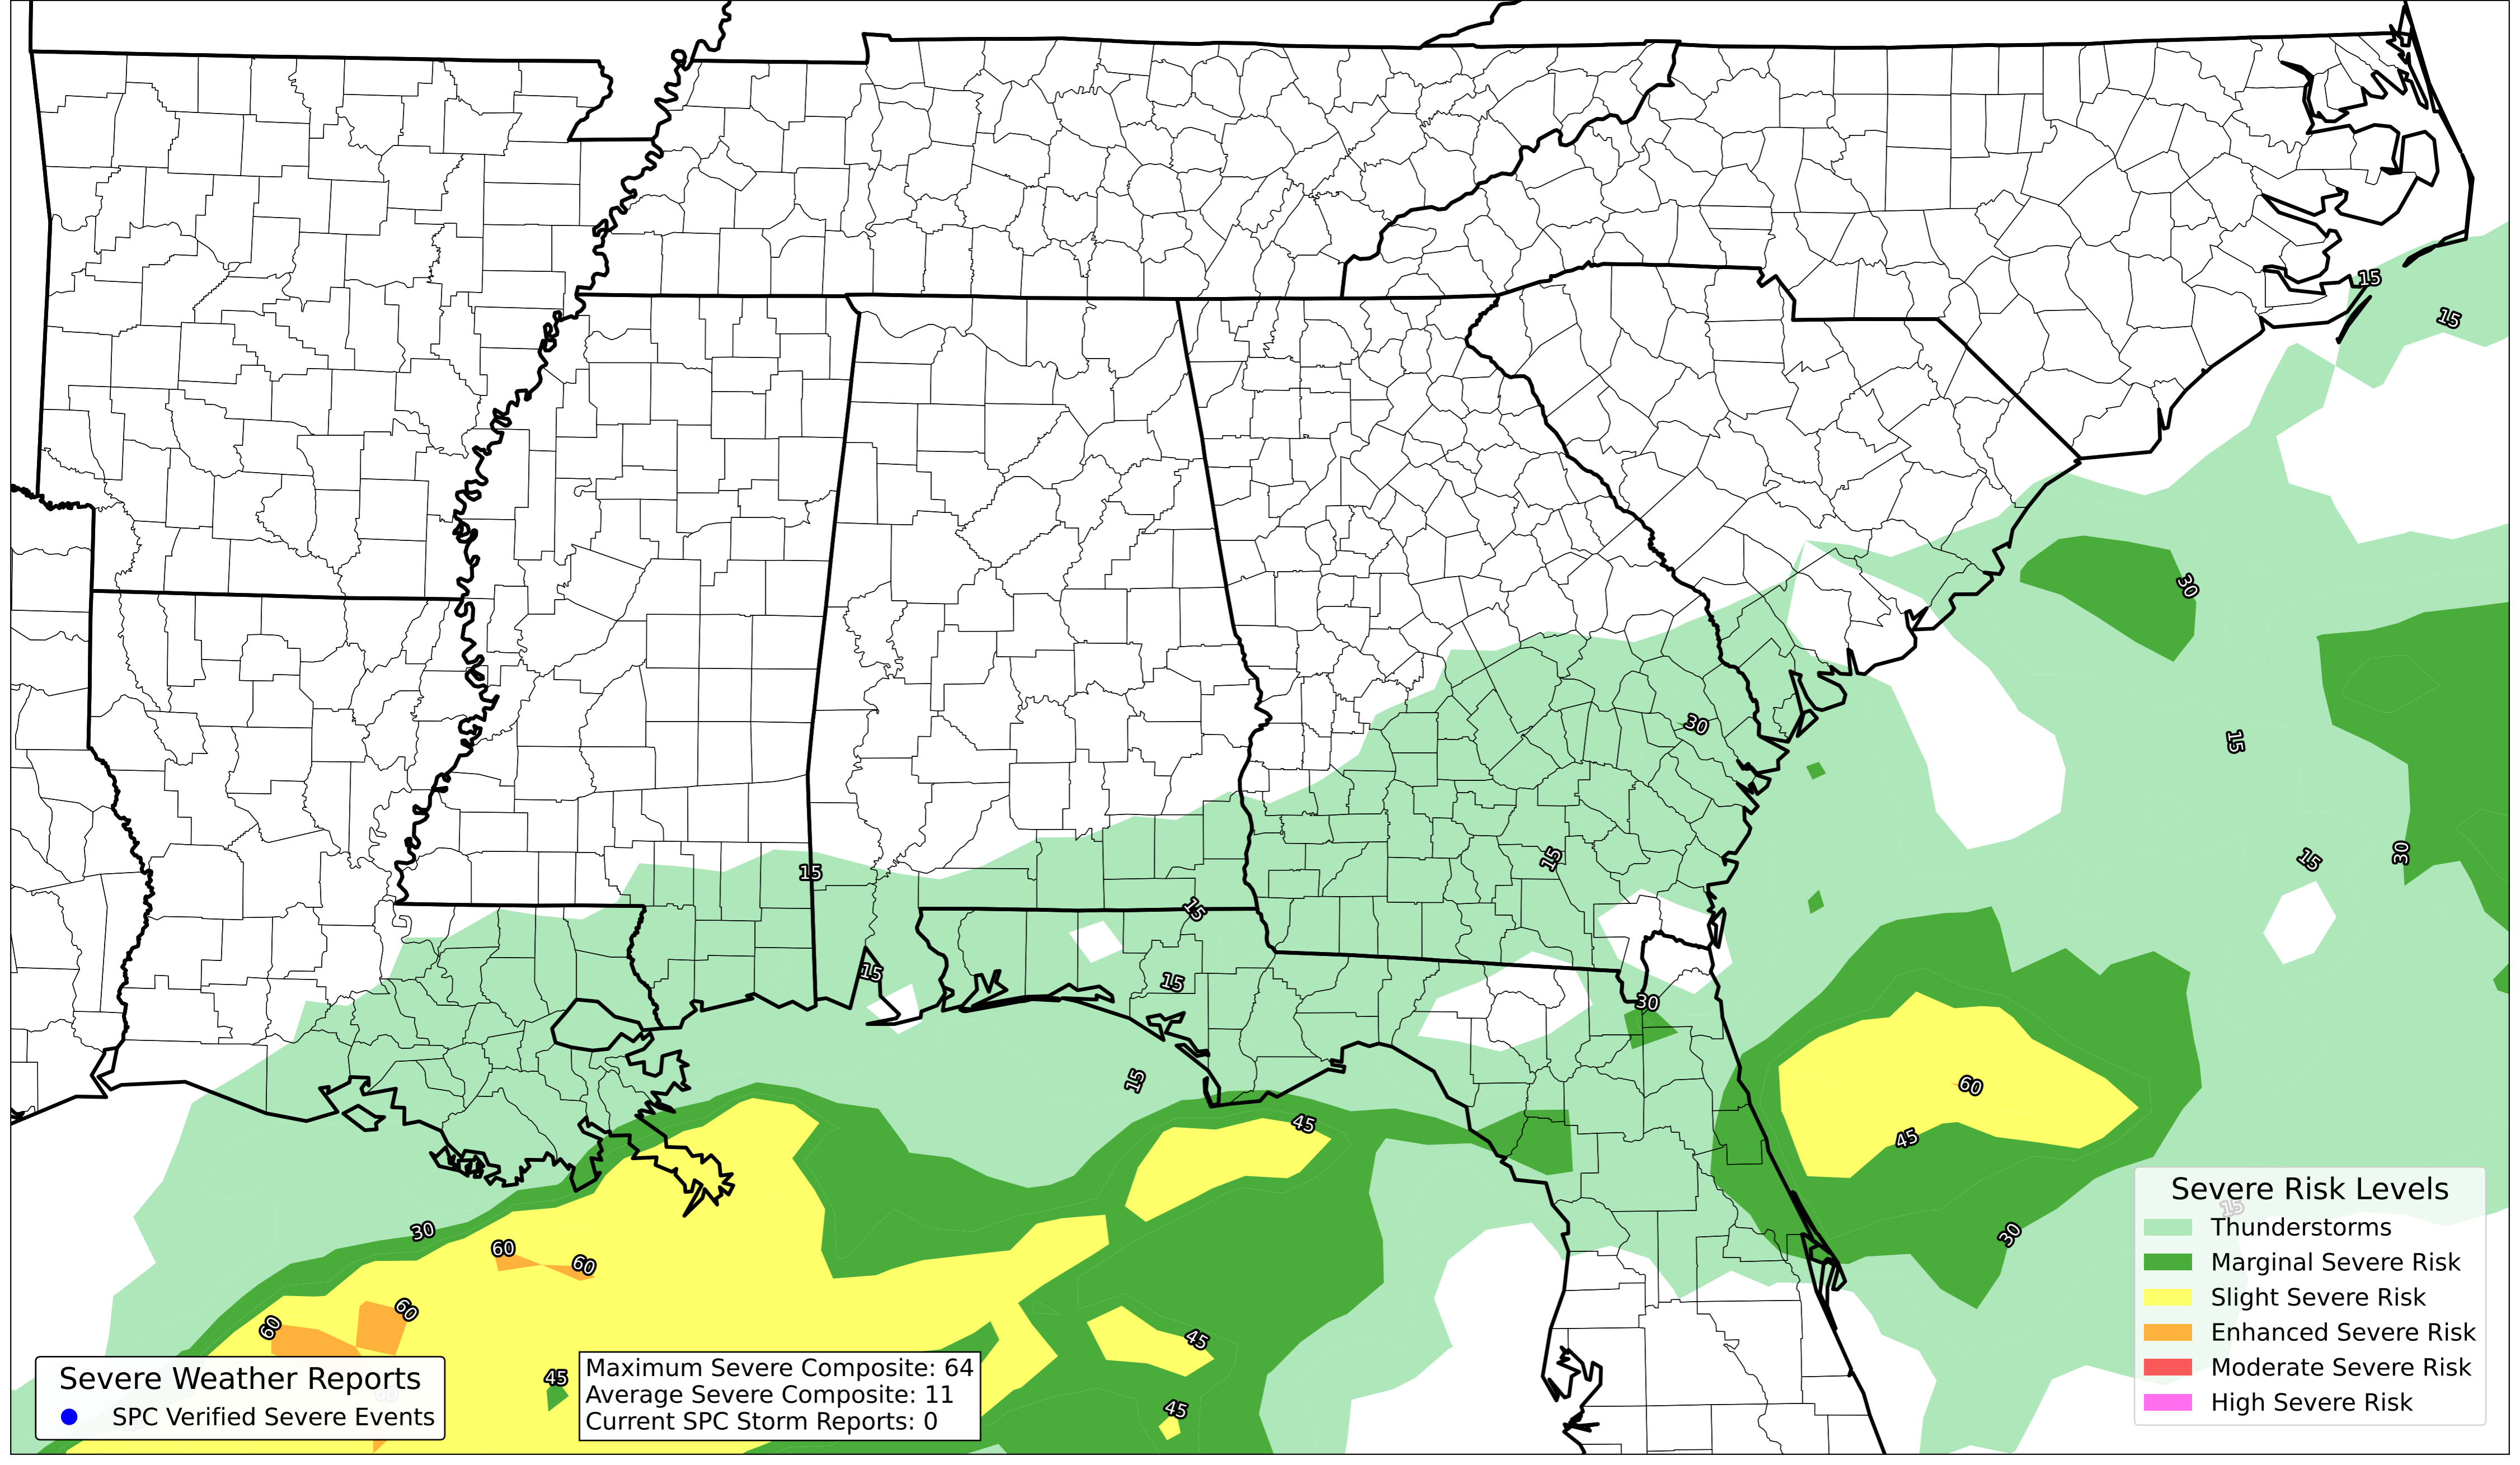 15
15
30
30
15
30
15
15
15
15
15
15
30
15
45
60
45
30
60
60
30
60
60
45
45
45
15
Severe Risk Levels
Thunderstorms
Marginal Severe Risk
Slight Severe Risk
Enhanced Severe Risk
Moderate Severe Risk
High Severe Risk
Severe Weather Reports
SPC Verified Severe Events
Maximum Severe Composite: 64
Average Severe Composite: 11
Current SPC Storm Reports: 0